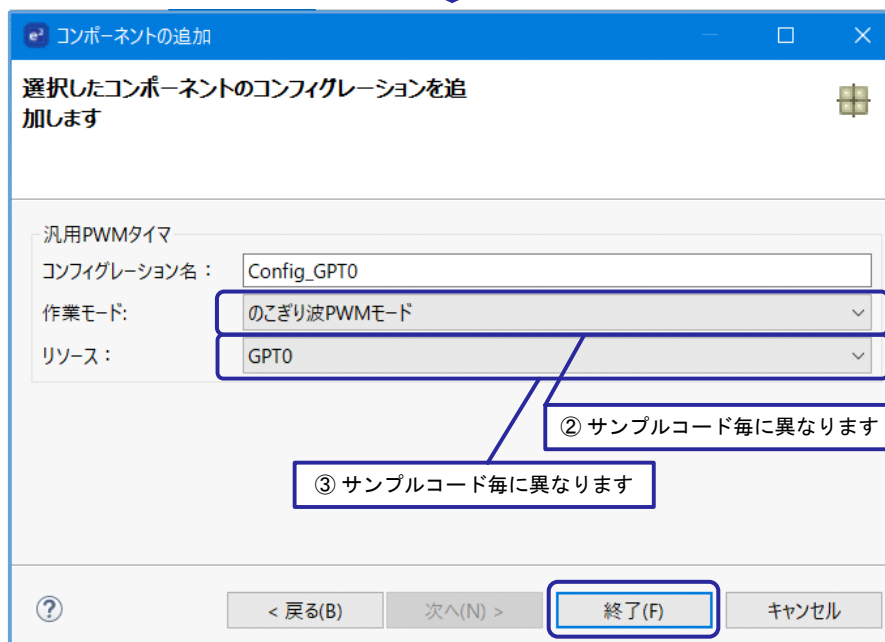 e² コンポーネントの追加
選択したコンポーネントのコンフィグレーションを追
加します
汎用PWMタイマ
コンフィグレーション名： Config_GPT0
作業モード: のこぎり波PWMモード
リソース： GPT0
② サンプルコード毎に異なります
③ サンプルコード毎に異なります
? < 戻る(B) 次へ(N) > 終了(F) キャンセル